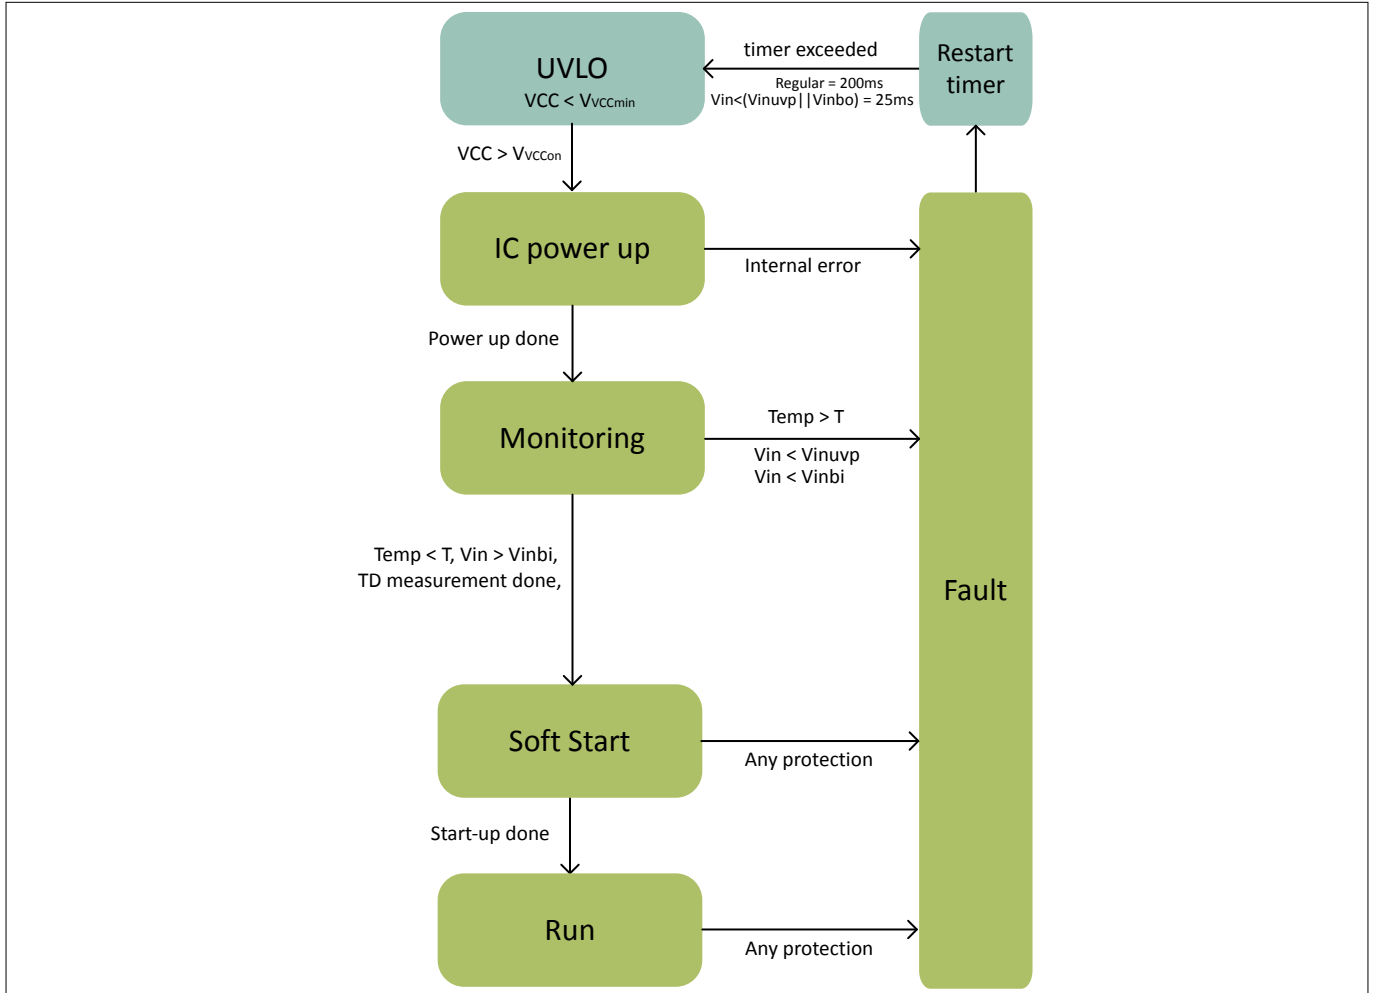 UVLO
VCC < VVCCmin
timer exceeded
Regular = 200ms
Vin<(Vinuvp||Vinbo) = 25ms
Restart
timer
VCC > VVCCon
IC power up
Internal error
Power up done
Monitoring
Temp > T
Vin < Vinuvp
Vin < Vinbi
Temp < T, Vin > Vinbi,
TD measurement done,
Fault
Soft Start
Any protection
Start-up done
Run
Any protection